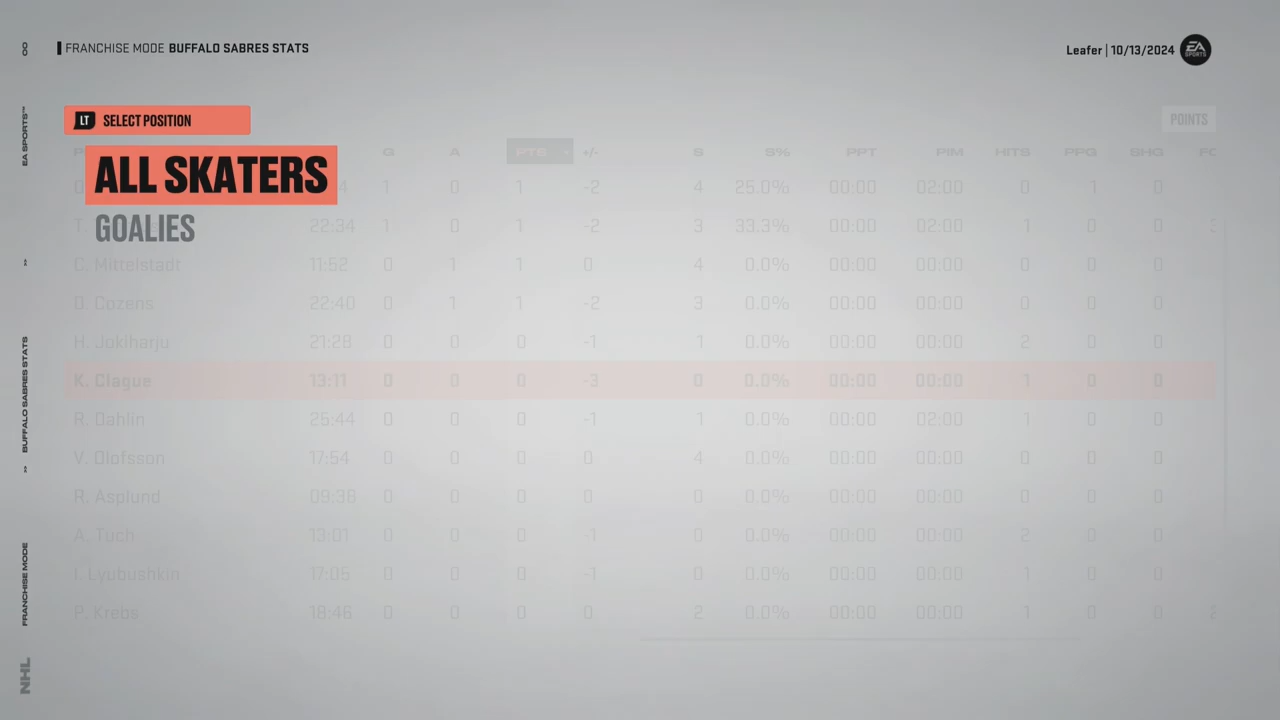 FRANCHISE MODE BUFFALO SABRES STATS
Leafer | 10/13/2024
EA SPORTS
LT SELECT POSITION
POINTS
G A PTS +/- S S% PPT PIM HITS PPG SHG
ALL SKATERS
1 0 1 -2 4 25.0% 00:00 02:00 0 1 0
GOALIES
T. 22:34 1 0 1 -2 3 33.3% 00:00 02:00 1 0 0
C. Mittelstadt 11:52 0 1 1 0 4 0.0% 00:00 00:00 0 0 0
D. Cozens 22:40 0 1 1 -2 3 0.0% 00:00 00:00 0 0 0
H. Jokiharju 21:28 0 0 0 -1 1 0.0% 00:00 00:00 2 0 0
K. Clague 13:11 0 0 0 -3 0 0.0% 00:00 00:00 1 0 0
R. Dahlin 25:44 0 0 0 -1 1 0.0% 00:00 02:00 1 0 0
V. Olofsson 17:54 0 0 0 0 4 0.0% 00:00 00:00 0 0 0
R. Asplund 09:38 0 0 0 0 0 0.0% 00:00 00:00 0 0 0
A. Tuch 13:01 0 0 0 -1 0 0.0% 00:00 00:00 2 0 0
I. Lyubushkin 17:05 0 0 0 -1 0 0.0% 00:00 00:00 1 0 0
P. Krebs 18:46 0 0 0 0 2 0.0% 00:00 00:00 1 0 0
NHL FRANCHISE MODE >> BUFFALO SABRES STATS >> EA SPORTS™